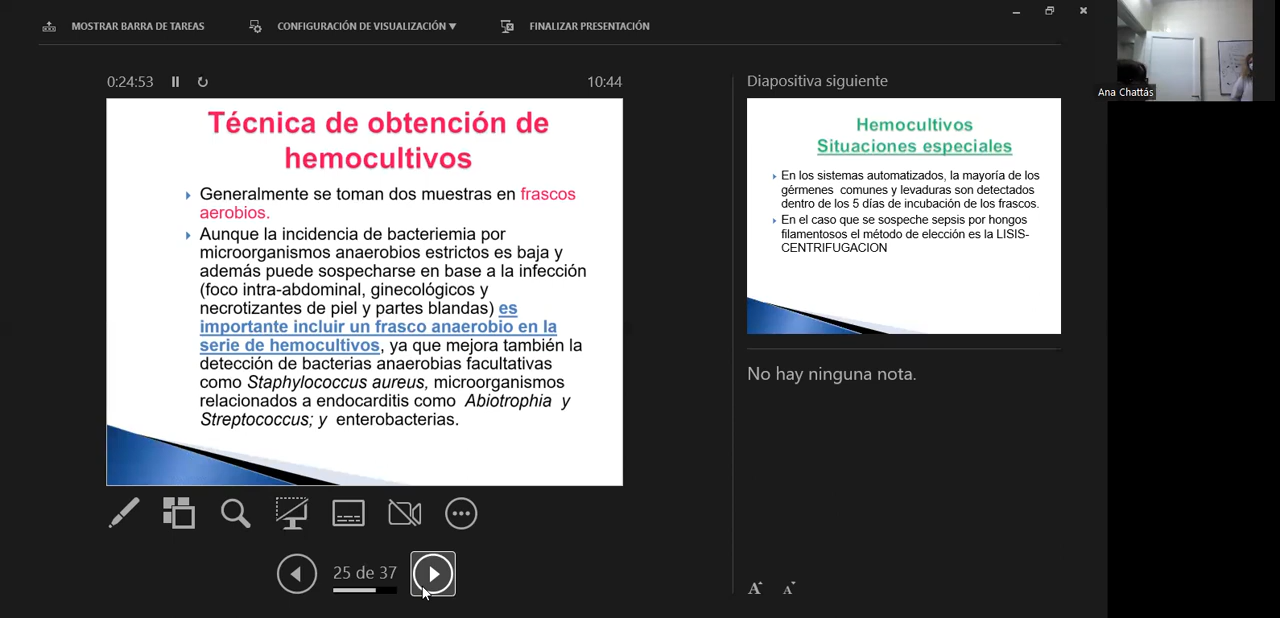 MOSTRAR BARRA DE TAREAS
CONFIGURACIÓN DE VISUALIZACIÓN ▼
FINALIZAR PRESENTACIÓN
0:24:53
10:44
Técnica de obtención de
hemocultivos
Generalmente se toman dos muestras en frascos
aerobios.
Aunque la incidencia de bacteriemia por
microorganismos anaerobios estrictos es baja y
además puede sospecharse en base a la infección
(foco intra-abdominal, ginecológicos y
necrotizantes de piel y partes blandas) es
importante incluir un frasco anaerobio en la
serie de hemocultivos, ya que mejora también la
detección de bacterias anaerobias facultativas
como Staphylococcus aureus, microorganismos
relacionados a endocarditis como Abiotrophia y
Streptococcus; y enterobacterias.
25 de 37
Diapositiva siguiente
Hemocultivos
Situaciones especiales
En los sistemas automatizados, la mayoría de los
gérmenes comunes y levaduras son detectados
dentro de los 5 días de incubación de los frascos.
En el caso que se sospeche sepsis por hongos
filamentosos el método de elección es la LISIS-
CENTRIFUGACION
No hay ninguna nota.
A A
Ana Chattás